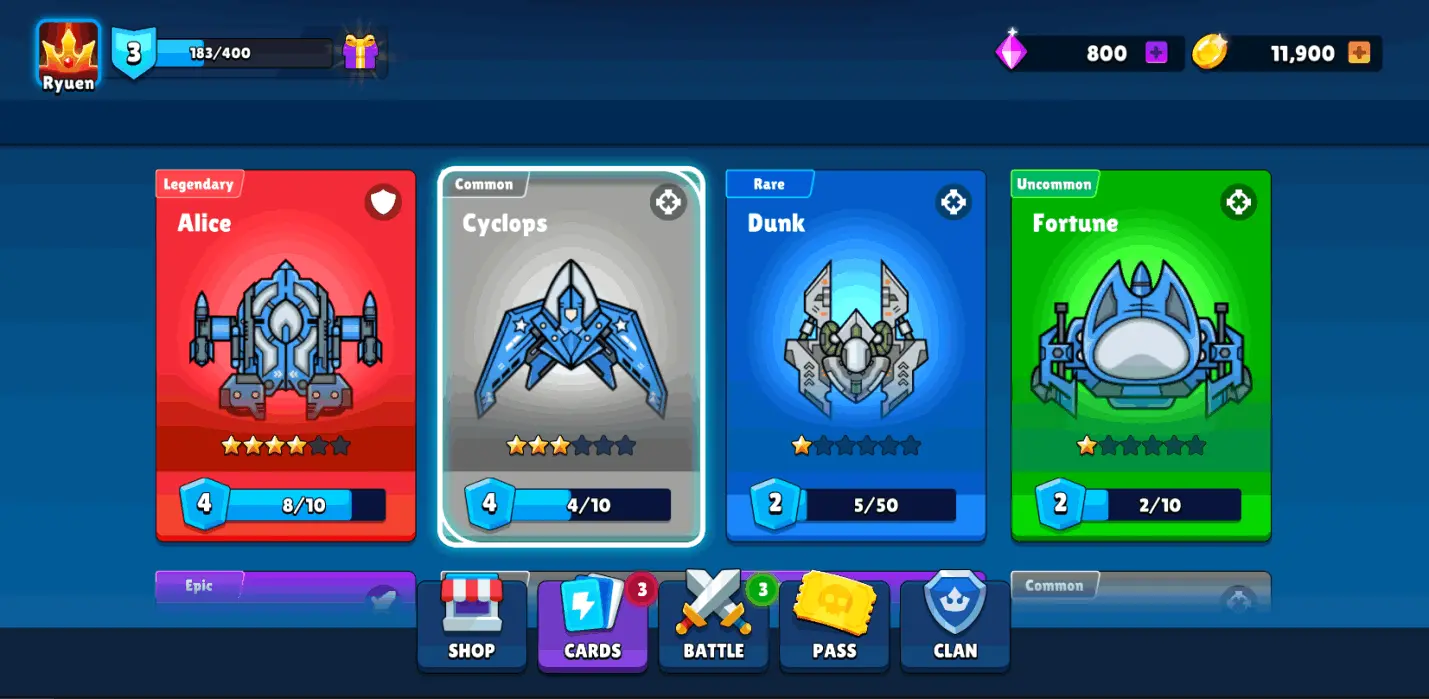 3 183/400 800 11,900
Ryuen
Legendary Common Rare Uncommon
Alice Cyclops Dunk Fortune
4 8/10 4 4/10 2 5/50 2 2/10
Epic Common
3 3
SHOP CARDS BATTLE PASS CLAN